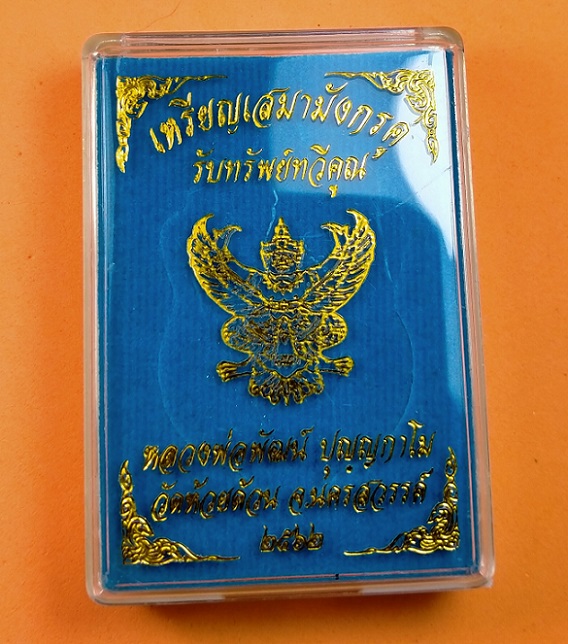 เหรียญเสมามังกรคู่
รับทรัพย์ทวีคูณ
หลวงพ่อพัฒน์ ปุญญกาโม
วัดห้วยด้วน จ.นครสวรรค์
๒๕๖๒